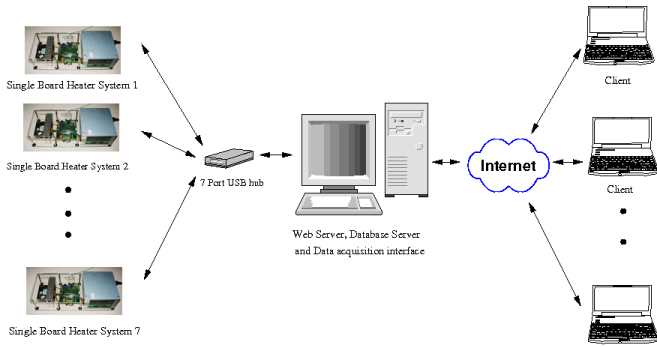 Single Board Heater System 1
Single Board Heater System 2
Single Board Heater System 7
7 Port USB hub
Web Server, Database Server
and Data acquisition interface
Internet
Client
Client